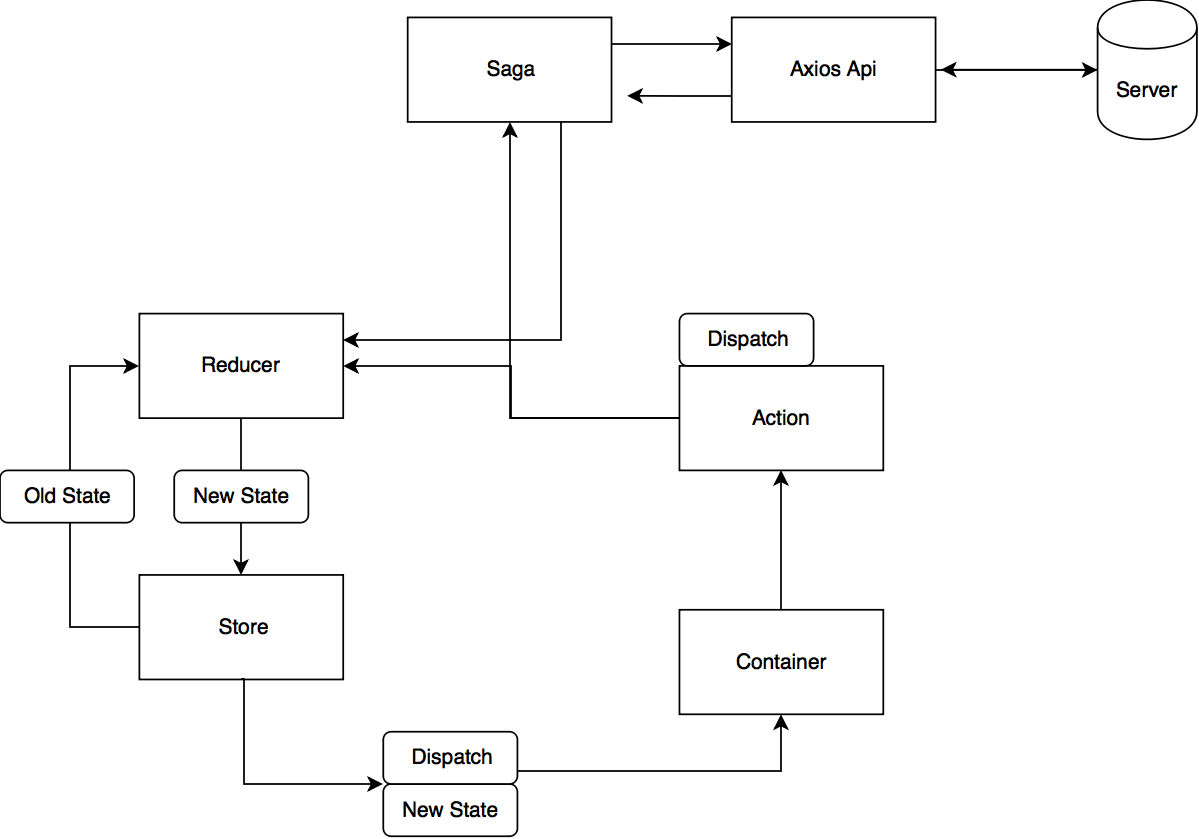 Saga
Axios Api
Server
Dispatch
Reducer
Action
Old State
New State
Store
Container
Dispatch
New State